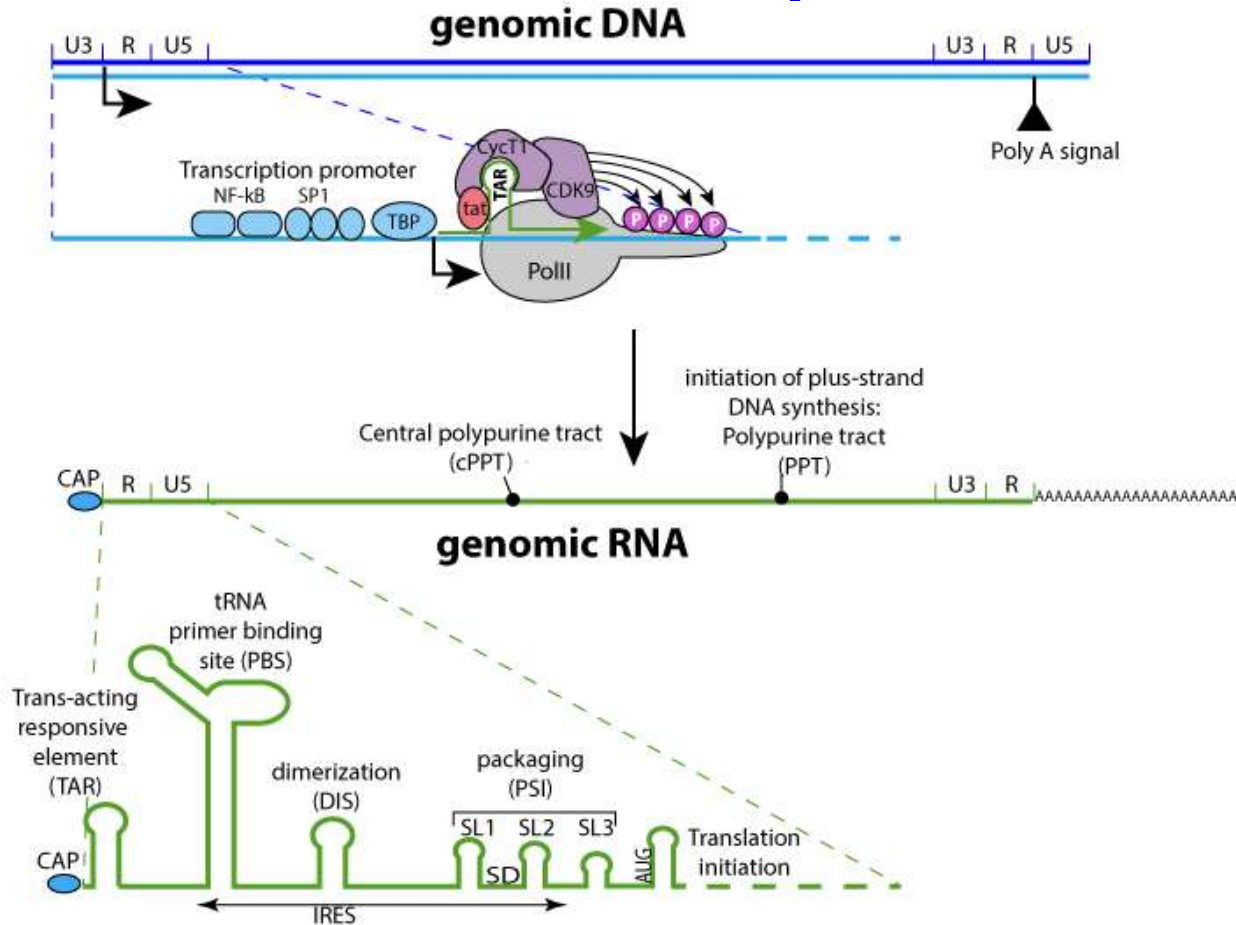 genomic DNA
U3 R U5 U3 R U5
Poly A signal
Transcription promoter
NF-kB SP1
TBP
CycT1
TAR
tat
CDK9
P P P P
PolII
initiation of plus-strand
DNA synthesis:
Polypurine tract
(PPT)
Central polypurine tract
(cPPT)
CAP R U5 U3 R AAAAAAAAAAAAAAAAAAAAA
genomic RNA
tRNA
primer binding
site (PBS)
Trans-acting
responsive
element
(TAR)
dimerization
(DIS)
packaging
(PSI)
SL1 SL2 SL3
SD
AUG
Translation
initiation
CAP
IRES